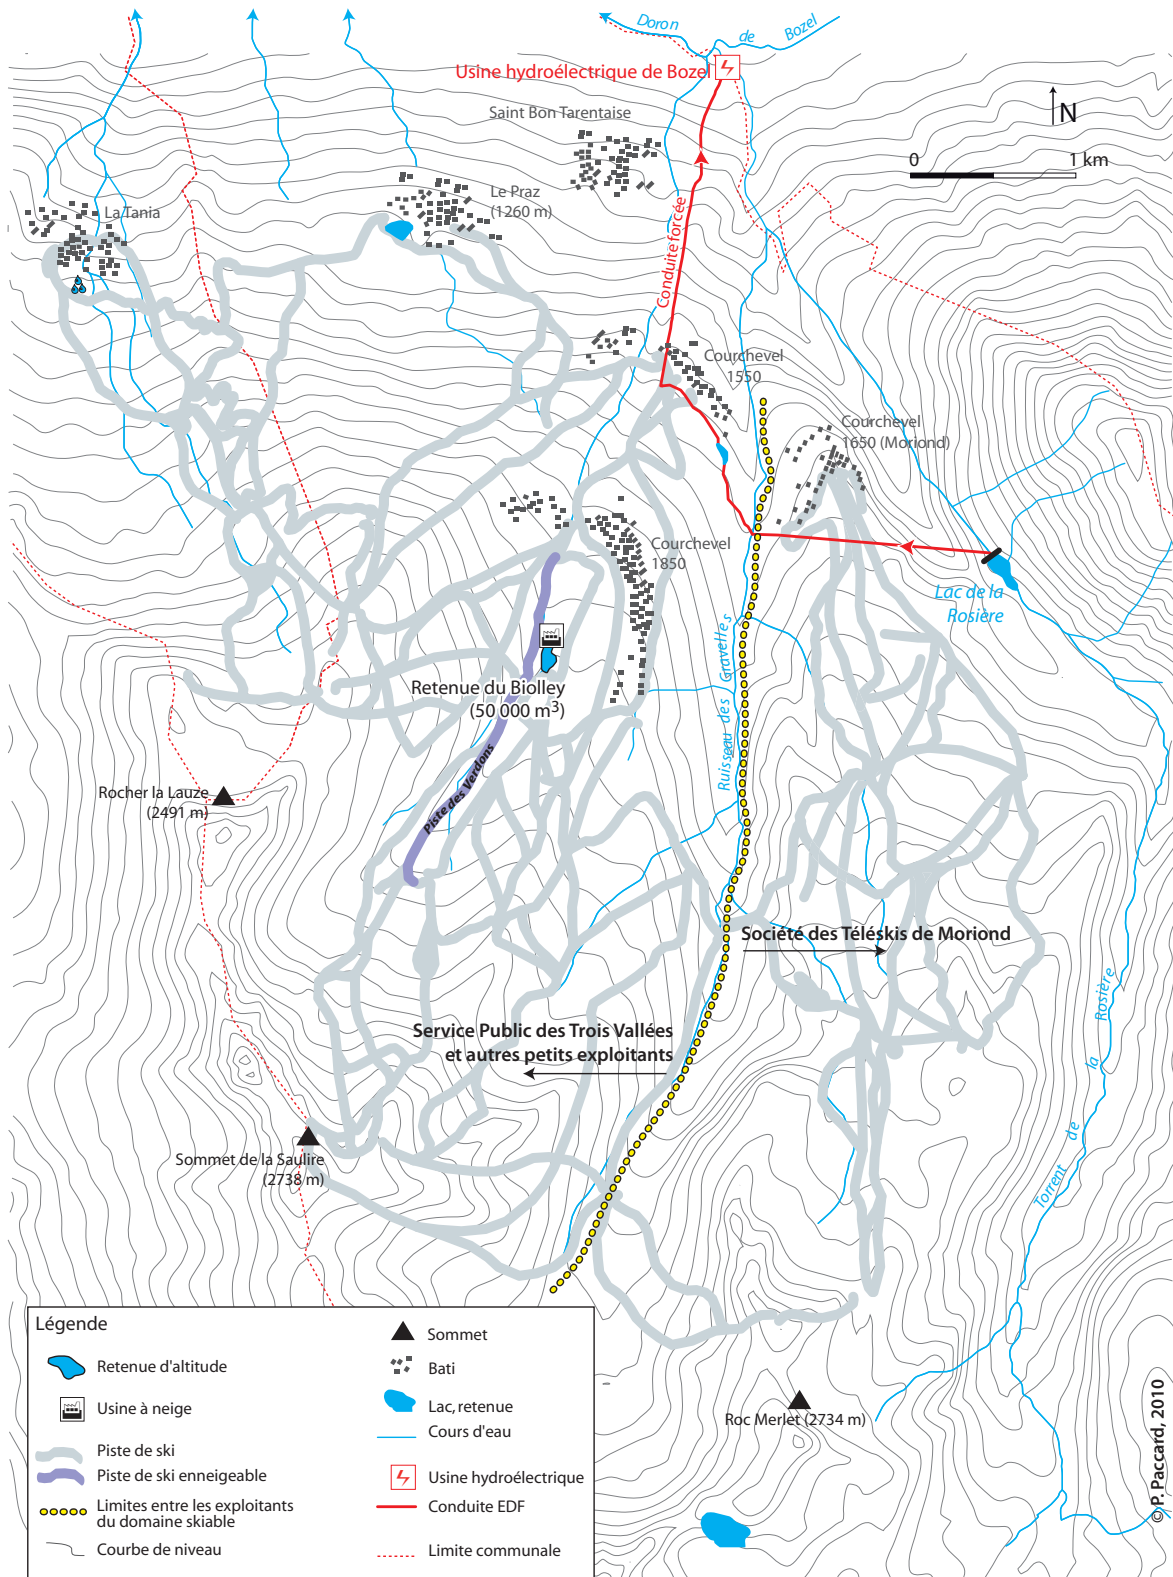 Doron
de
Bozel
Usine hydroélectrique de Bozel
N
Saint Bon Tarentaise
0
1 km
Le Praz
(1260 m)
La Tania
Conduite forcée
Courchevel
1550
Courchevel
1650 (Moriond)
Courchevel
1850
Lac de la
Rosière
Ruisseau des Gravelles
Retenue du Biolley
(50 000 m³)
Piste des Verdons
Rocher la Lauze
(2491 m)
Société des Téléskis de Moriond
Service Public des Trois Vallées
et autres petits exploitants
Torrent de la Rosière
Sommet de la Saulire
(2738 m)
Roc Merlet (2734 m)
Légende
Retenue d'altitude
Usine à neige
Piste de ski
Piste de ski enneigeable
Limites entre les exploitants
du domaine skiable
Courbe de niveau
Sommet
Bati
Lac, retenue
Cours d'eau
Usine hydroélectrique
Conduite EDF
Limite communale
© P. Paccard, 2010